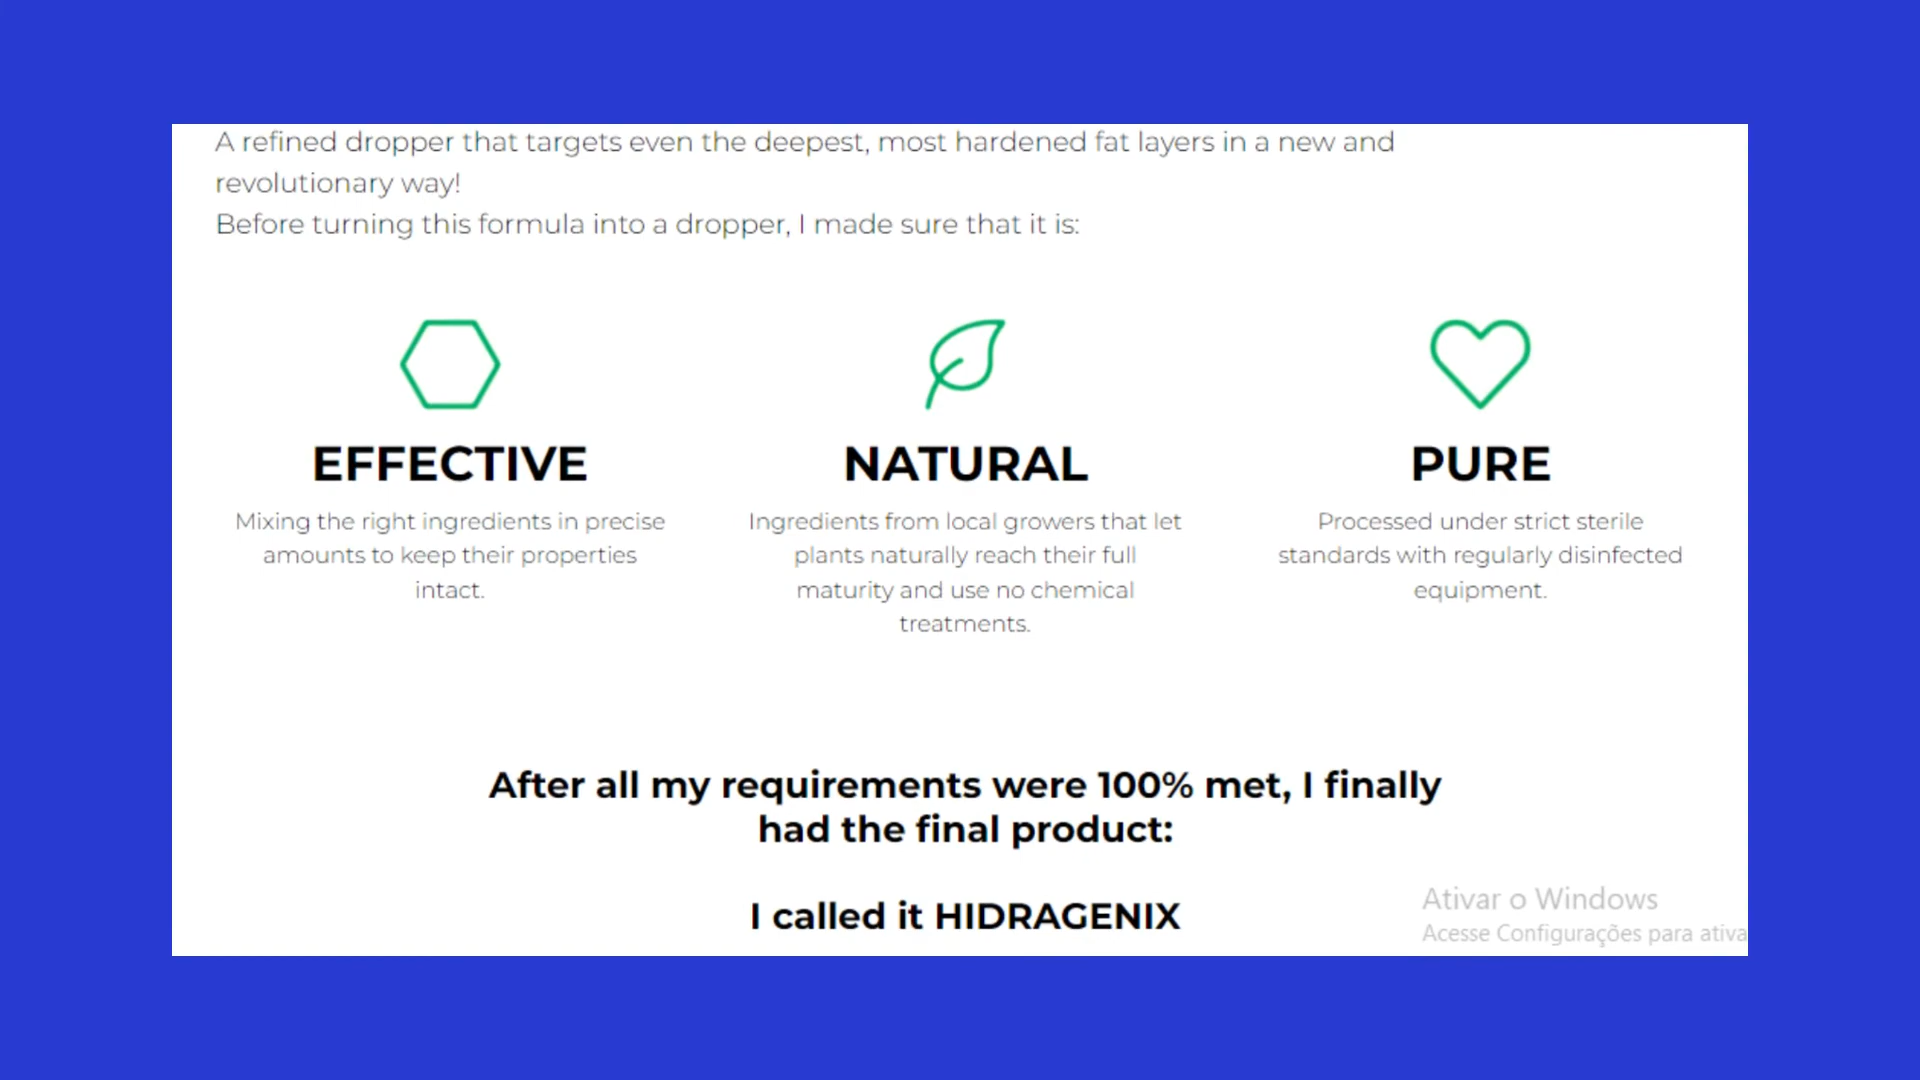 A refined dropper that targets even the deepest, most hardened fat layers in a new and
revolutionary way!
Before turning this formula into a dropper, I made sure that it is:
EFFECTIVE
Mixing the right ingredients in precise
amounts to keep their properties
intact.
NATURAL
Ingredients from local growers that let
plants naturally reach their full
maturity and use no chemical
treatments.
PURE
Processed under strict sterile
standards with regularly disinfected
equipment.
After all my requirements were 100% met, I finally
had the final product:
I called it HIDRAGENIX
Ativar o Windows
Acesse Configurações para ativa